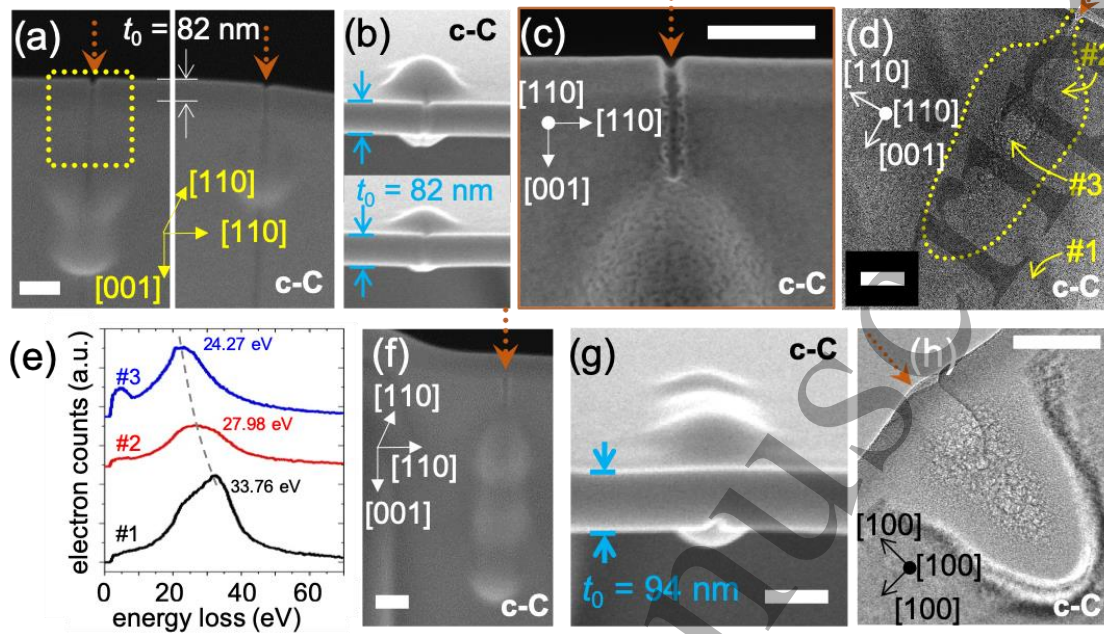 (a)
t₀ = 82 nm
[110]
[110]
[001]
c-C
(b)
c-C
t₀ = 82 nm
(c)
[110]
[110]
[001]
(d)
#2
[110]
[110]
[001]
#3
#1
c-C
(e)
electron counts (a.u.)
24.27 eV
#3
27.98 eV
#2
33.76 eV
#1
0 20 40 60
energy loss (eV)
(f)
[110]
[110]
[001]
c-C
(g)
c-C
t₀ = 94 nm
(h)
[100]
[100]
[100]
c-C
nus